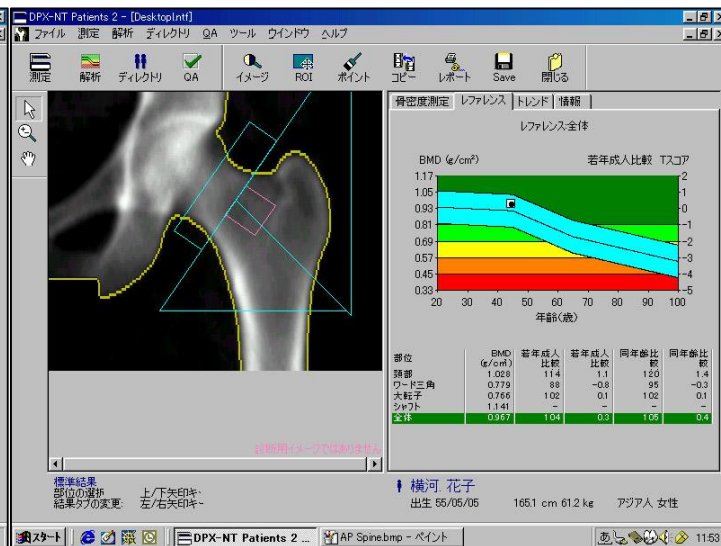 DPX-NT Patients 2 - [Desktop.ntf]
ファイル 測定 解析 ディレクトリ QA ツール ウインドウ ヘルプ
測定 解析 ディレクトリ QA イメージ ROI ポイント コピー レポート Save 閉じる
骨密度測定 レファレンス トレンド 情報
レファレンス:全体
BMD (g/cm²) 若年成人比較 Tスコア
1.17 2
1.05 1
0.93 0
0.81 -1
0.69 -2
0.57 -3
0.45 -4
0.33 -5
20 30 40 50 60 70 80 90 100
年齢(歳)
部位 BMD (g/cm²) 若年成人比較 若年成人比較 同年齢比較 同年齢比較
頚部 1.028 114 1.1 120 1.4
ワード三角 0.779 88 -0.8 95 -0.3
大転子 0.766 102 0.1 102 0.1
シャフト 1.141 - - - -
全体 0.967 104 0.3 105 0.4
診断用イメージではありません
標準結果
部位の選択 上/下矢印キー
結果タブの変更: 左/右矢印キー
横河, 花子
出生 55/05/05 165.1 cm 61.2 kg アジア人 女性
スタート DPX-NT Patients 2 ... AP Spine.bmp - ペイント あ 11:53